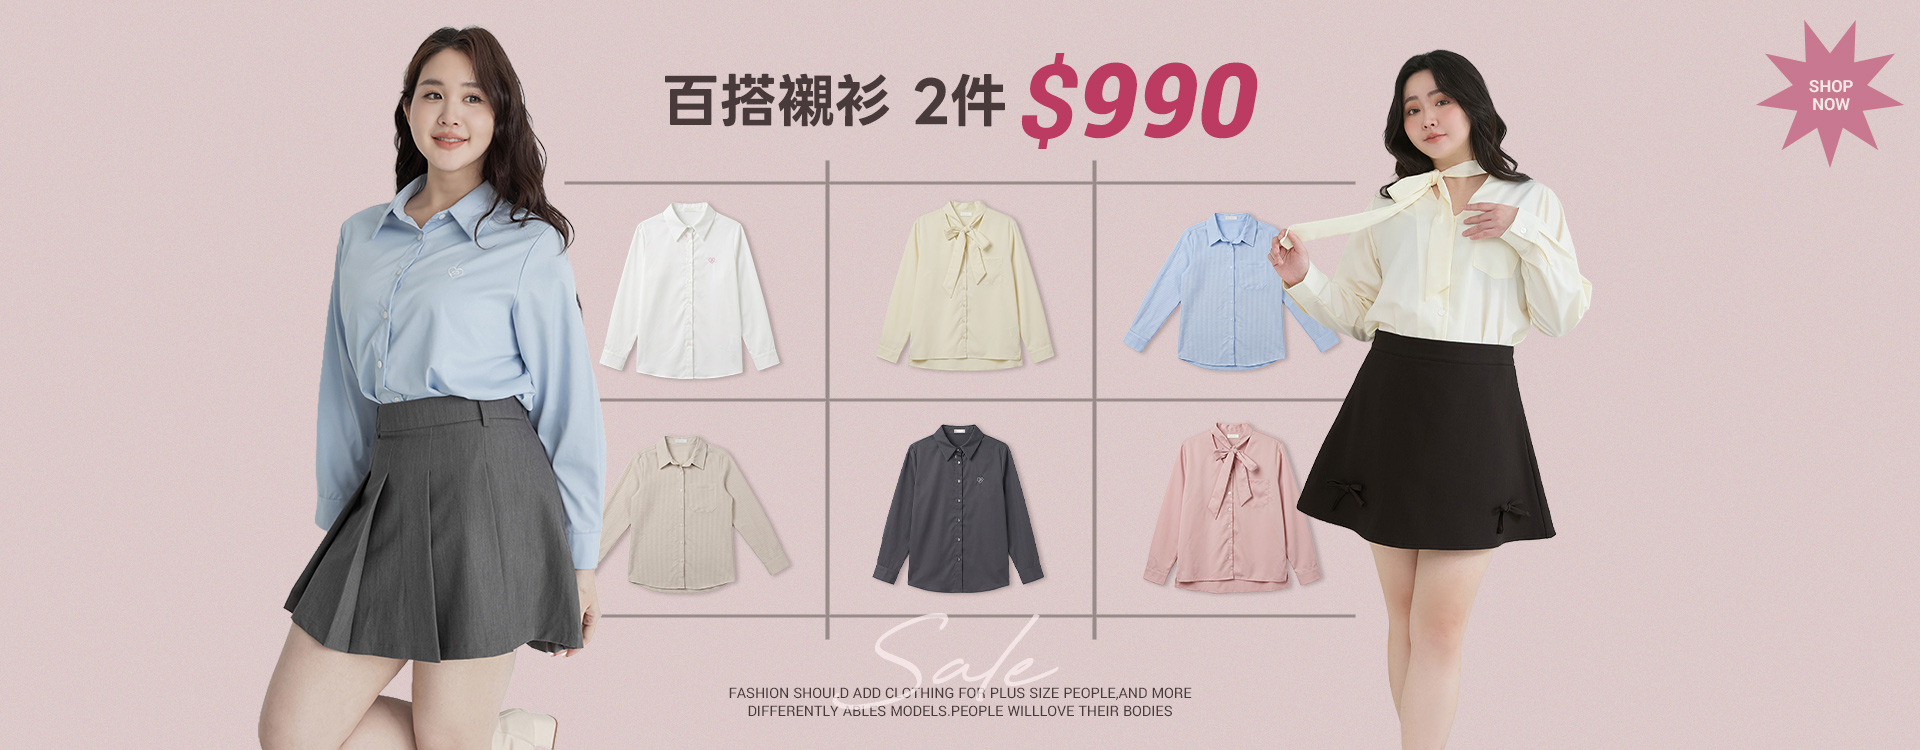 百搭襯衫 2件 $990
SHOP
NOW
Sale
FASHION SHOULD ADD CLOTHING FOR PLUS SIZE PEOPLE,AND MORE
DIFFERENTLY ABLES MODELS.PEOPLE WILLLOVE THEIR BODIES